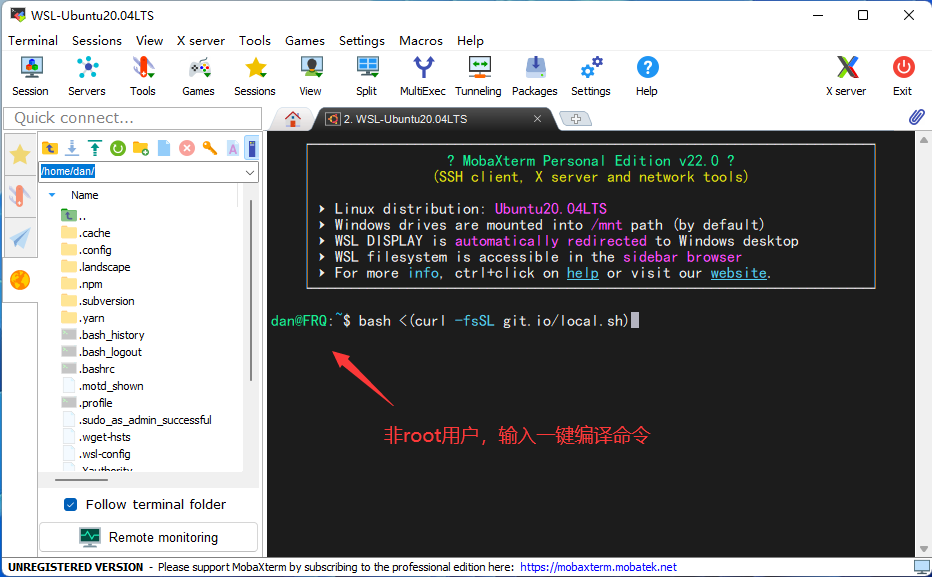 WSL-Ubuntu20.04LTS
Terminal Sessions View X server Tools Games Settings Macros Help
Session Servers Tools Games Sessions View Split MultiExec Tunneling Packages Settings Help X server Exit
Quick connect...
2. WSL-Ubuntu20.04LTS
/home/dan/
Name
..
.cache
.config
.landscape
.npm
.subversion
.yarn
.bash_history
.bash_logout
.bashrc
.motd_shown
.profile
.sudo_as_admin_successful
.wget-hsts
.wsl-config
.Xauthority
Follow terminal folder
Remote monitoring
? MobaXterm Personal Edition v22.0 ?
(SSH client, X server and network tools)
Linux distribution: Ubuntu20.04LTS
Windows drives are mounted into /mnt path (by default)
WSL DISPLAY is automatically redirected to Windows desktop
WSL filesystem is accessible in the sidebar browser
For more info, ctrl+click on help or visit our website.
dan@FRQ:~$ bash <(curl -fsSL git.io/local.sh)
非root用户，输入一键编译命令
UNREGISTERED VERSION - Please support MobaXterm by subscribing to the professional edition here: https://mobaxterm.mobatek.net